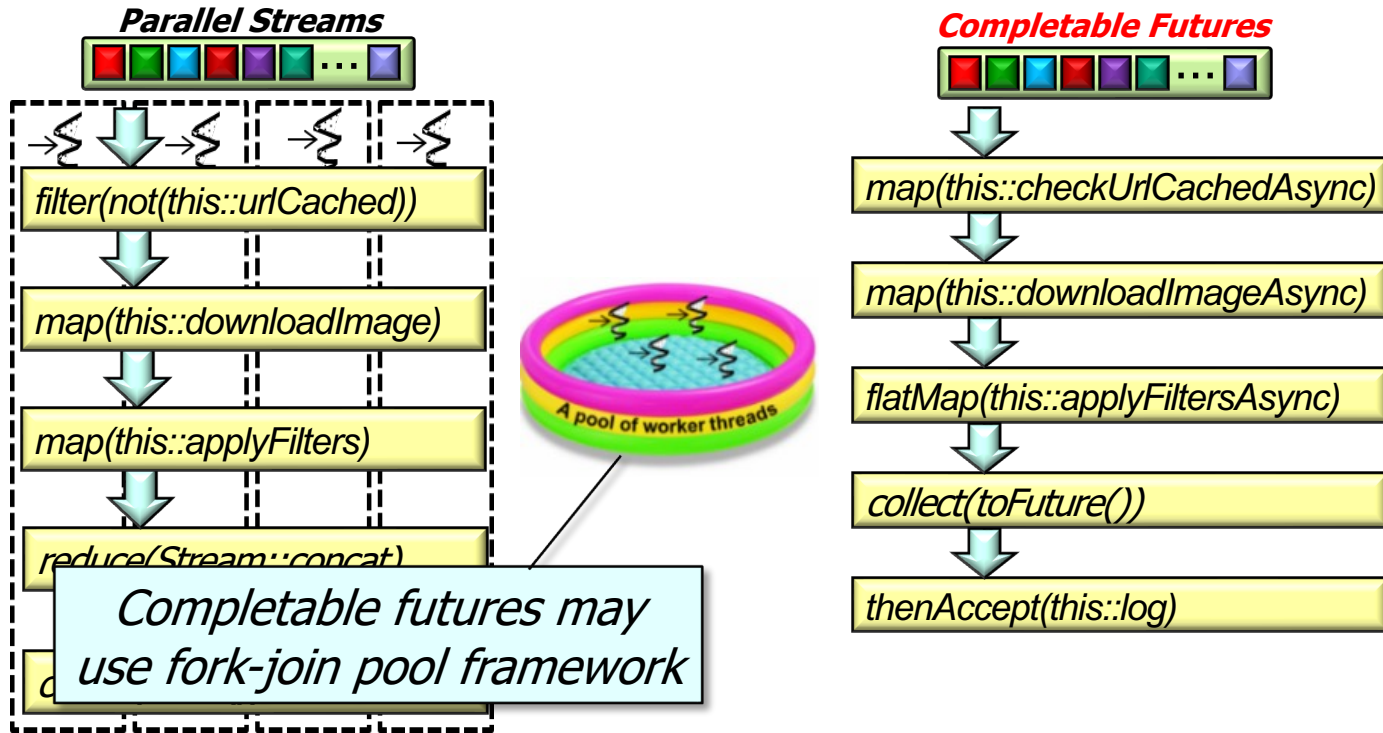 Parallel Streams
filter(not(this::urlCached))
map(this::downloadImage)
map(this::applyFilters)
reduce(Stream::concat)
Completable futures may
use fork-join pool framework
A pool of worker threads
Completable Futures
map(this::checkUrlCachedAsync)
map(this::downloadImageAsync)
flatMap(this::applyFiltersAsync)
collect(toFuture())
thenAccept(this::log)